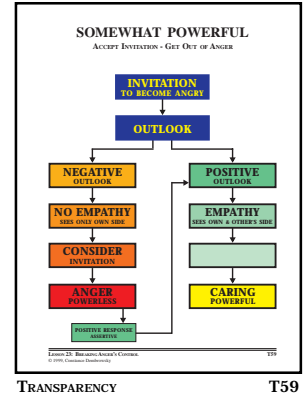 SOMEWHAT POWERFUL
ACCEPT INVITATION - GET OUT OF ANGER
INVITATION
TO BECOME ANGRY
OUTLOOK
NEGATIVE
OUTLOOK
POSITIVE
OUTLOOK
NO EMPATHY
SEES ONLY OWN SIDE
EMPATHY
SEES OWN & OTHER'S SIDE
CONSIDER
INVITATION
ANGER
POWERLESS
CARING
POWERFUL
POSITIVE RESPONSE
ASSERTIVE
LESSON 23: BREAKING ANGER'S CONTROL T59
© 1999, Constance Dembrowsky
TRANSPARENCY T59